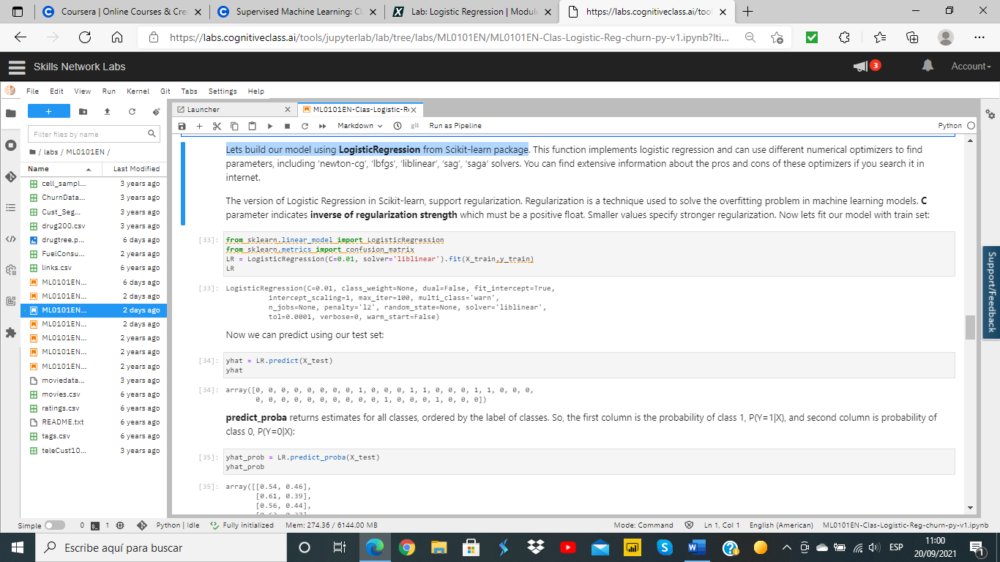 Coursera | Online Courses & Cre
Supervised Machine Learning: Cl
Lab: Logistic Regression | Module
https://labs.cognitiveclass.ai/tool
https://labs.cognitiveclass.ai/tools/jupyterlab/lab/tree/labs/ML0101EN/ML0101EN-Clas-Logistic-Reg-churn-py-v1.ipynb?lti...
Skills Network Labs
3
Account
File Edit View Run Kernel Git Tabs Settings Help
Launcher
ML0101EN-Clas-Logistic-R
Markdown
git
Run as Pipeline
Python
Filter files by name
/ labs / ML0101EN /
Name Last Modified
cell_sampl... 3 years ago
ChurnData... 3 years ago
Cust_Seg... 3 years ago
drug200.csv 3 years ago
drugtree.p... 6 days ago
FuelConsu... 2 years ago
links.csv 6 years ago
ML0101EN... 6 days ago
ML0101EN... 2 days ago
ML0101EN... 2 days ago
ML0101EN... 2 days ago
ML0101EN... 2 years ago
ML0101EN... 2 years ago
ML0101EN... 2 years ago
moviedata... 3 years ago
movies.csv 6 years ago
ratings.csv 6 years ago
README.txt 6 years ago
tags.csv 6 years ago
teleCust10... 3 years ago
Lets build our model using LogisticRegression from Scikit-learn package. This function implements logistic regression and can use different numerical optimizers to find
parameters, including 'newton-cg', 'lbfgs', 'liblinear', 'sag', 'saga' solvers. You can find extensive information about the pros and cons of these optimizers if you search it in
internet.
The version of Logistic Regression in Scikit-learn, support regularization. Regularization is a technique used to solve the overfitting problem in machine learning models. C
parameter indicates inverse of regularization strength which must be a positive float. Smaller values specify stronger regularization. Now lets fit our model with train set:
[33]: from sklearn.linear_model import LogisticRegression
from sklearn.metrics import confusion_matrix
LR = LogisticRegression(C=0.01, solver='liblinear').fit(X_train,y_train)
LR
[33]: LogisticRegression(C=0.01, class_weight=None, dual=False, fit_intercept=True,
intercept_scaling=1, max_iter=100, multi_class='warn',
n_jobs=None, penalty='l2', random_state=None, solver='liblinear',
tol=0.0001, verbose=0, warm_start=False)
Now we can predict using our test set:
[34]: yhat = LR.predict(X_test)
yhat
[34]: array([0, 0, 0, 0, 0, 0, 0, 0, 1, 0, 0, 0, 1, 1, 0, 0, 0, 1, 1, 0, 0, 0,
0, 0, 0, 0, 0, 0, 0, 0, 0, 0, 1, 0, 0, 0, 1, 0, 0, 0])
predict_proba returns estimates for all classes, ordered by the label of classes. So, the first column is the probability of class 1, P(Y=1|X), and second column is probability of
class 0, P(Y=0|X):
[35]: yhat_prob = LR.predict_proba(X_test)
yhat_prob
[35]: array([[0.54, 0.46],
[0.61, 0.39],
[0.56, 0.44],
Support/Feedback
Simple 0 1 Python | Idle Fully initialized Mem: 274.36 / 6144.00 MB Mode: Command Ln 1, Col 1 English (American) ML0101EN-Clas-Logistic-Reg-churn-py-v1.ipynb
Escribe aquí para buscar
ESP
11:00
20/09/2021
1